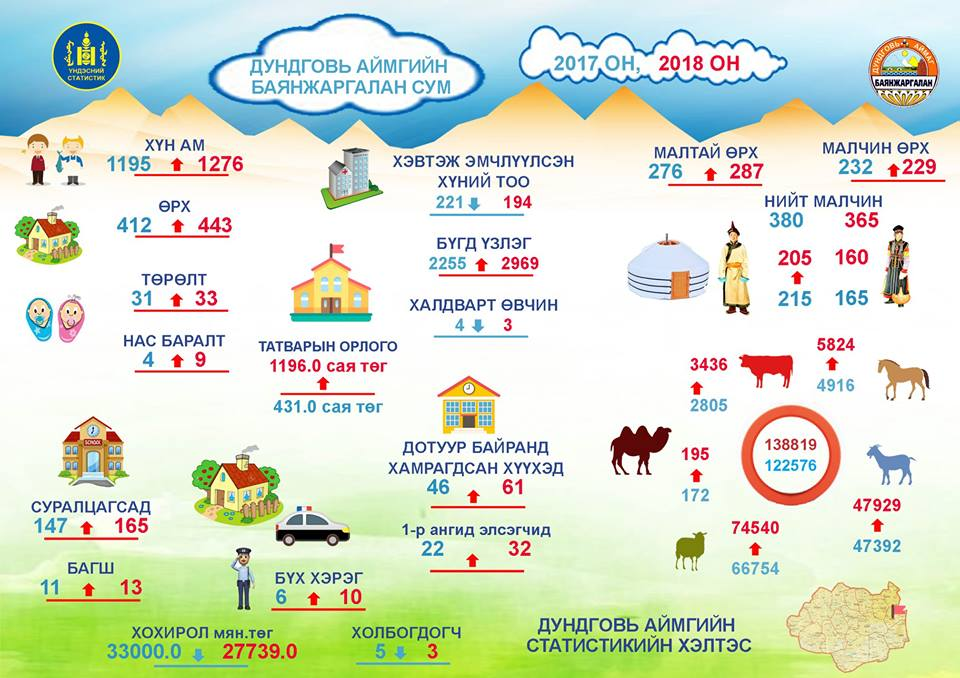 ҮНДЭСНИЙ
СТАТИСТИК
ДУНДГОВЬ АЙМГИЙН
БАЯНЖАРГАЛАН СУМ
2017 ОН, 2018 ОН
ДУНДГОВЬ АЙМАГ
БАЯНЖАРГАЛАН
ХҮН АМ
1195 1276
ӨРХ
412 443
ТӨРӨЛТ
31 33
НАС БАРАЛТ
4 9
ХЭВТЭЖ ЭМЧЛҮҮЛСЭН
ХҮНИЙ ТОО
221 194
БҮГД ҮЗЛЭГ
2255 2969
ХАЛДВАРТ ӨВЧИН
4 3
ТАТВАРЫН ОРЛОГО
1196.0 сая төг
431.0 сая төг
МАЛТАЙ ӨРХ
276 287
МАЛЧИН ӨРХ
232 229
НИЙТ МАЛЧИН
380 365
205 160
215 165
3436
2805
5824
4916
138819
122576
195
172
74540
66754
47929
47392
SCHOOL
СУРАЛЦАГСАД
147 165
БАГШ
11 13
ДОТУУР БАЙРАНД
ХАМРАГДСАН ХҮҮХЭД
46 61
1-р ангид элсэгчид
22 32
БҮХ ХЭРЭГ
6 10
ХОХИРОЛ мян.төг
33000.0 27739.0
ХОЛБОГДОГЧ
5 3
ДУНДГОВЬ АЙМГИЙН
СТАТИСТИКИЙН ХЭЛТЭС